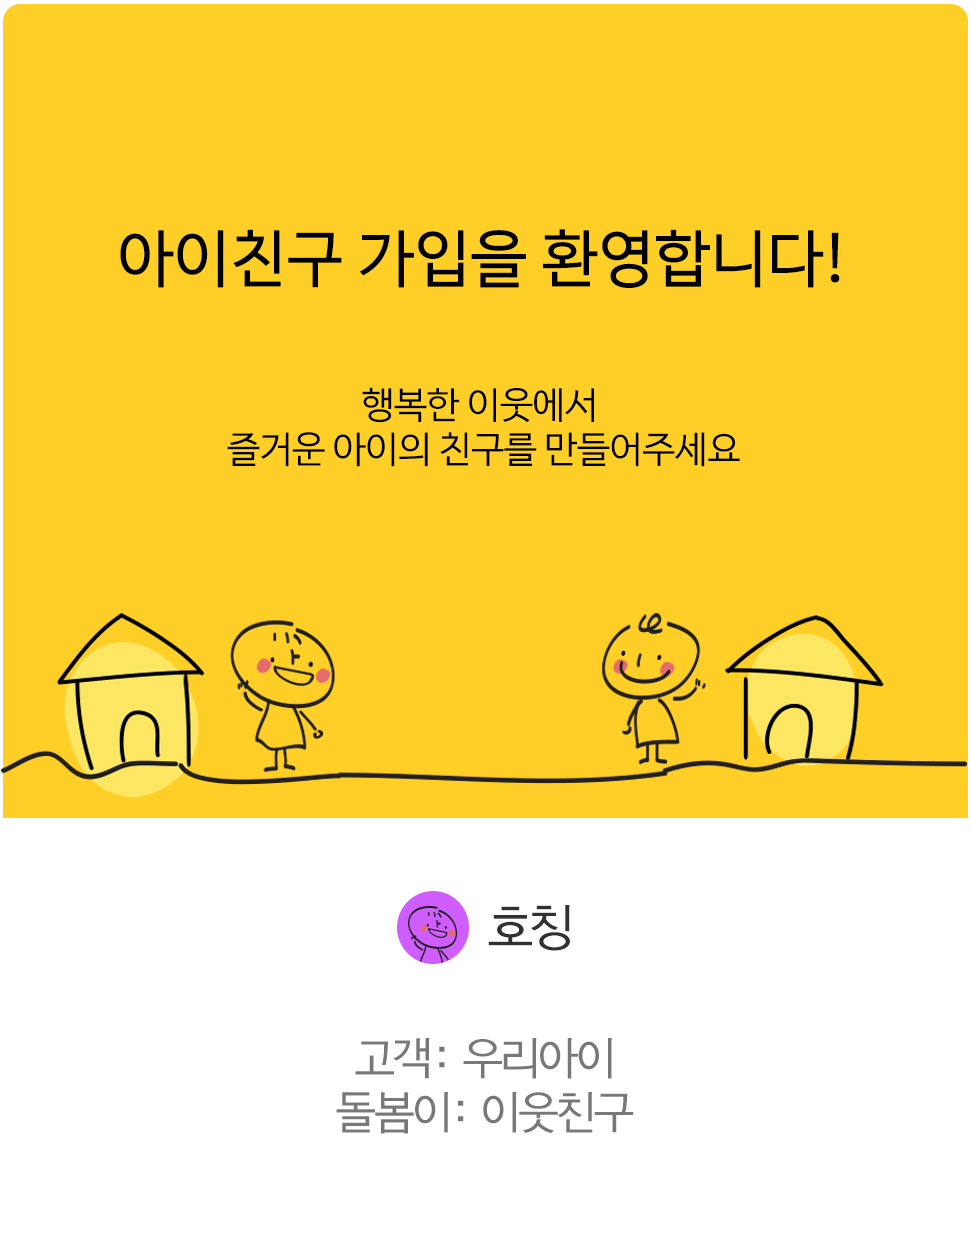 아이친구 가입을 환영합니다!
행복한 이웃에서
즐거운 아이의 친구를 만들어주세요
호칭
고객: 우리아이
돌봄이: 이웃친구